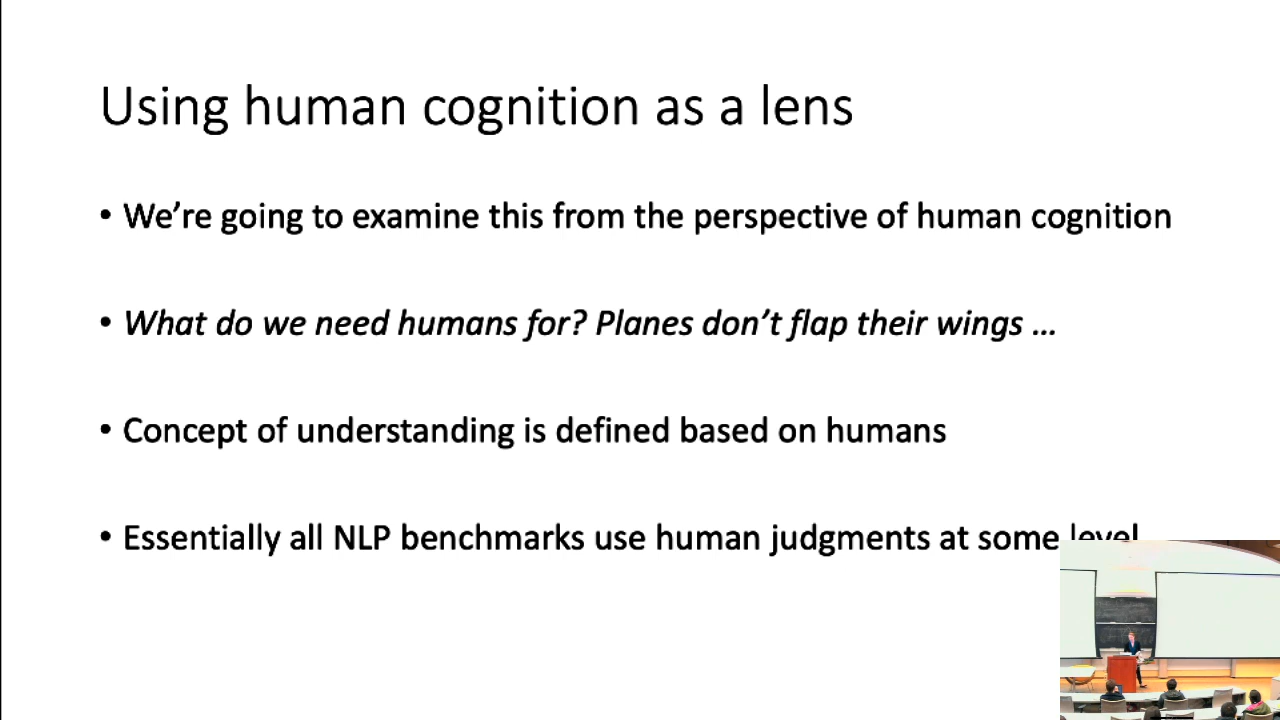 Using human cognition as a lens
• We’re going to examine this from the perspective of human cognition
• What do we need humans for? Planes don’t flap their wings ...
• Concept of understanding is defined based on humans
• Essentially all NLP benchmarks use human judgments at some level